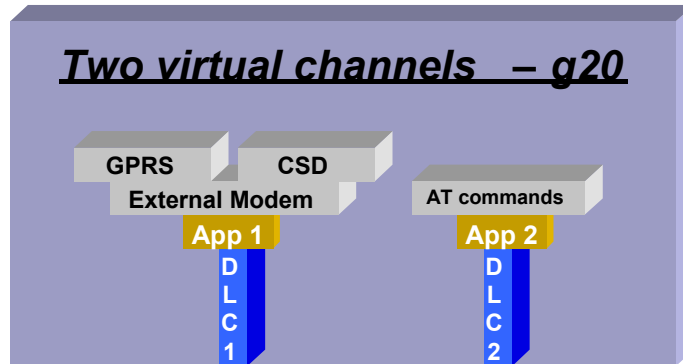 Two virtual channels – g20
GPRS
CSD
External Modem
AT commands
App 1
App 2
D
L
C
1
D
L
C
2